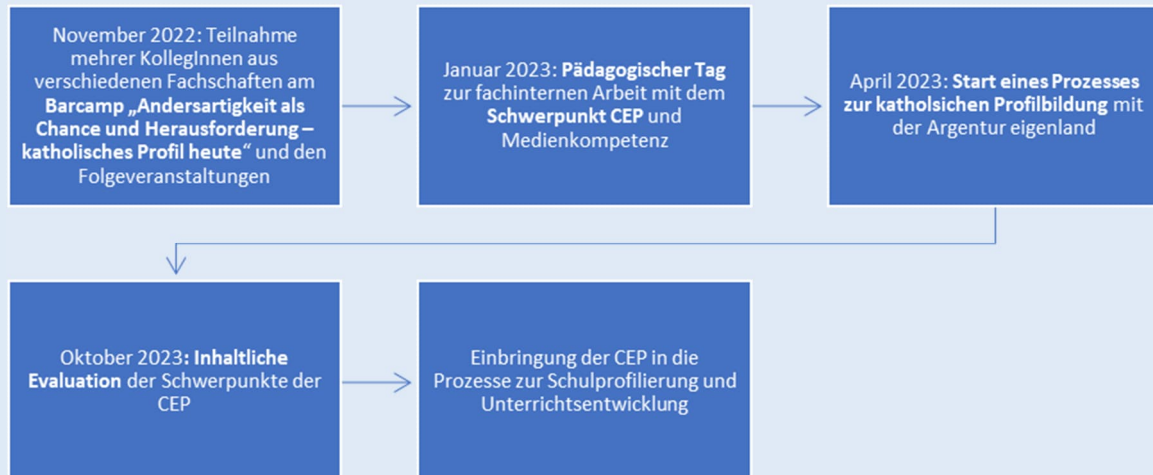 November 2022: Teilnahme
mehrer KollegInnen aus
verschiedenen Fachschaften am
Barcamp „Andersartigkeit als
Chance und Herausforderung –
katholisches Profil heute“ und den
Folgeveranstaltungen
Januar 2023: Pädagogischer Tag
zur fachinternen Arbeit mit dem
Schwerpunkt CEP und
Medienkompetenz
April 2023: Start eines Prozesses
zur katholsichen Profilbildung mit
der Argentur eigenland
Oktober 2023: Inhaltliche
Evaluation der Schwerpunkte der
CEP
Einbringung der CEP in die
Prozesse zur Schulprofilierung und
Unterrichtsentwicklung